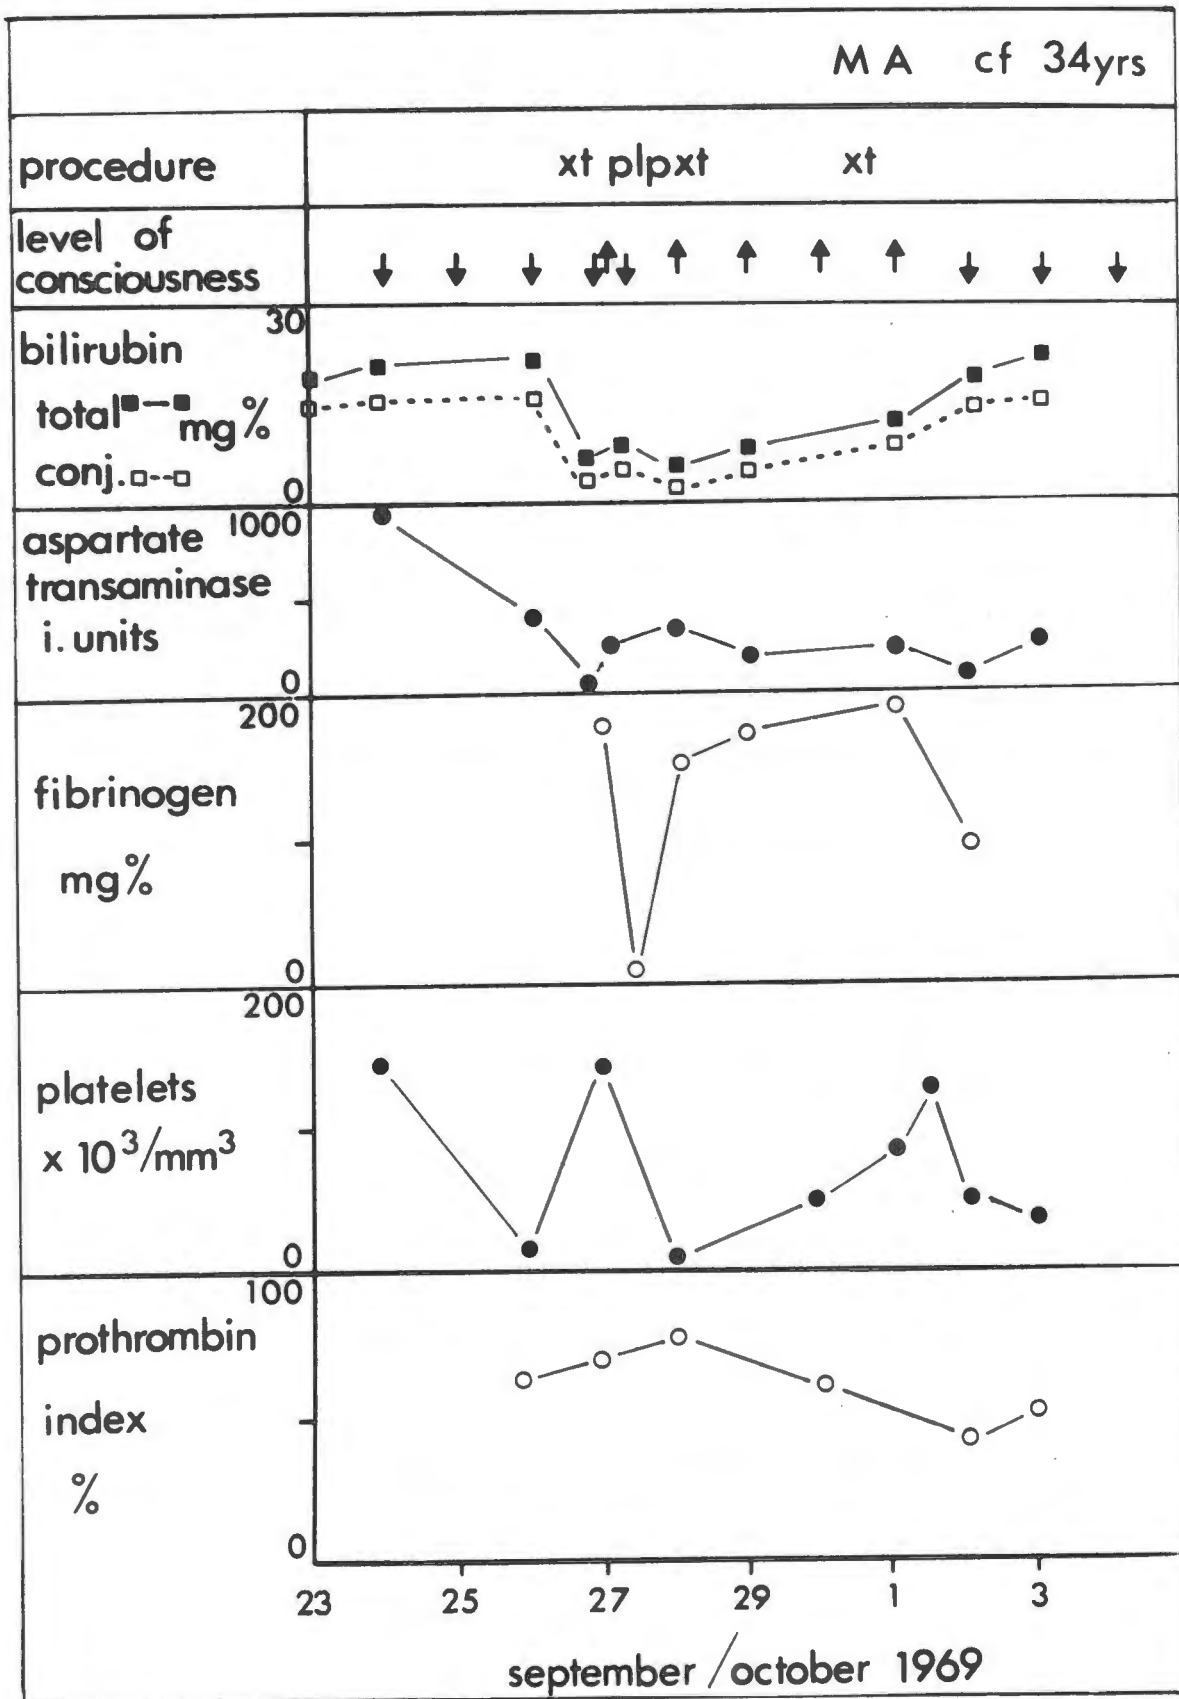 M A cf 34yrs
procedure xt plpxt xt
level of
consciousness
30
bilirubin
total ■—■ mg%
conj. □--□
0
1000
aspartate
transaminase
i. units
0
200
fibrinogen
mg%
0
200
platelets
x 10³/mm³
0
100
prothrombin
index
%
0
23 25 27 29 1 3
september/october 1969